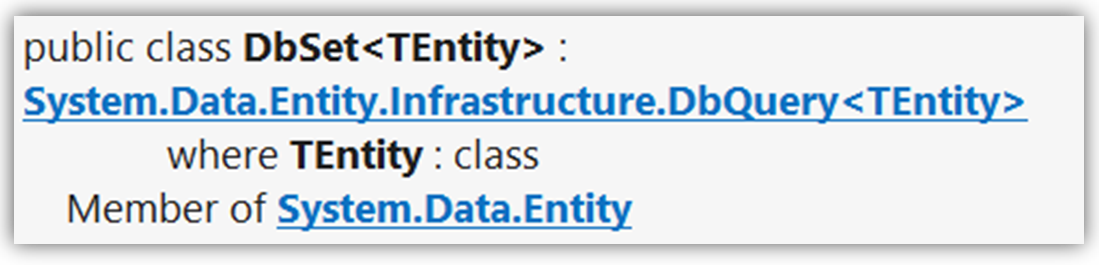 public class DbSet<TEntity> :
System.Data.Entity.Infrastructure.DbQuery<TEntity>
where TEntity : class
Member of System.Data.Entity